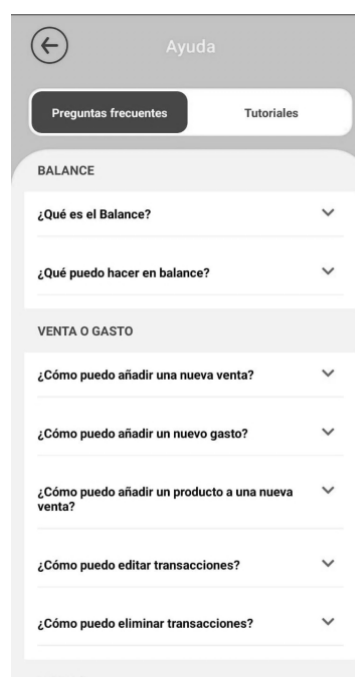 Ayuda
Preguntas frecuentes
Tutoriales
BALANCE
¿Qué es el Balance?
¿Qué puedo hacer en balance?
VENTA O GASTO
¿Cómo puedo añadir una nueva venta?
¿Cómo puedo añadir un nuevo gasto?
¿Cómo puedo añadir un producto a una nueva
venta?
¿Cómo puedo editar transacciones?
¿Cómo puedo eliminar transacciones?